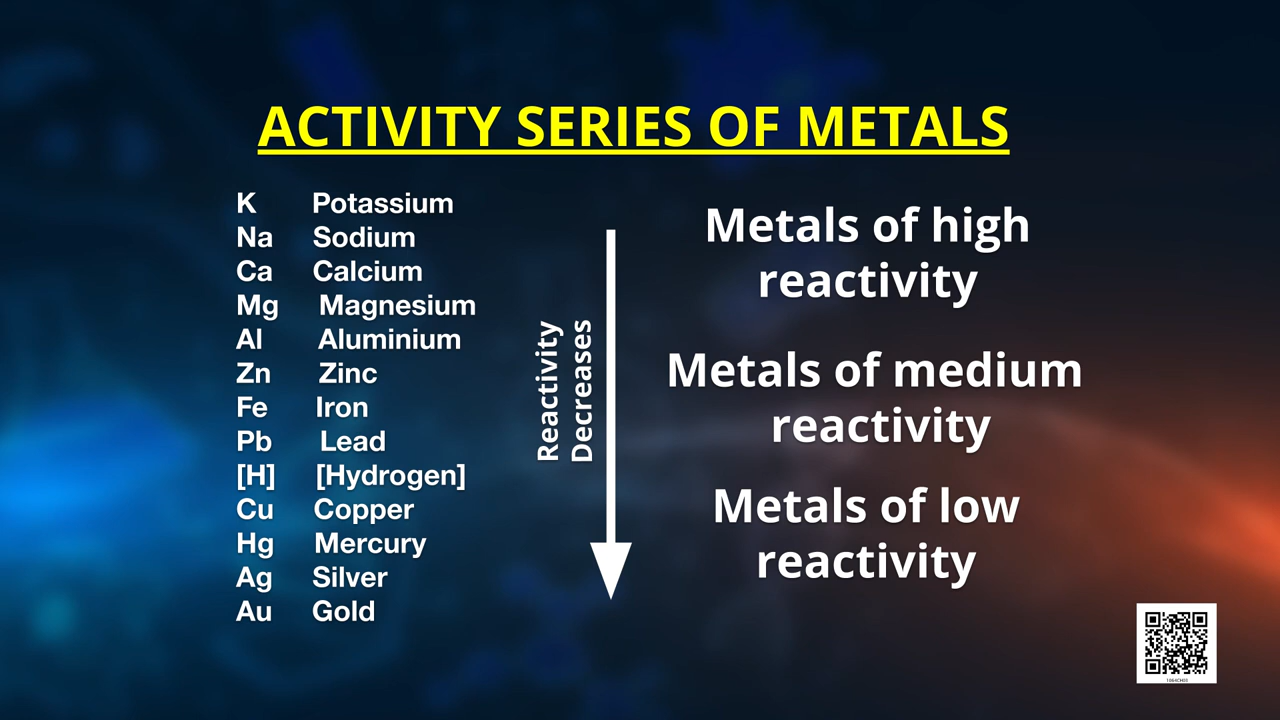 ACTIVITY SERIES OF METALS
K Potassium
Na Sodium
Ca Calcium
Mg Magnesium
Al Aluminium
Zn Zinc
Fe Iron
Pb Lead
[H] [Hydrogen]
Cu Copper
Hg Mercury
Ag Silver
Au Gold
Reactivity
Decreases
Metals of high
reactivity
Metals of medium
reactivity
Metals of low
reactivity